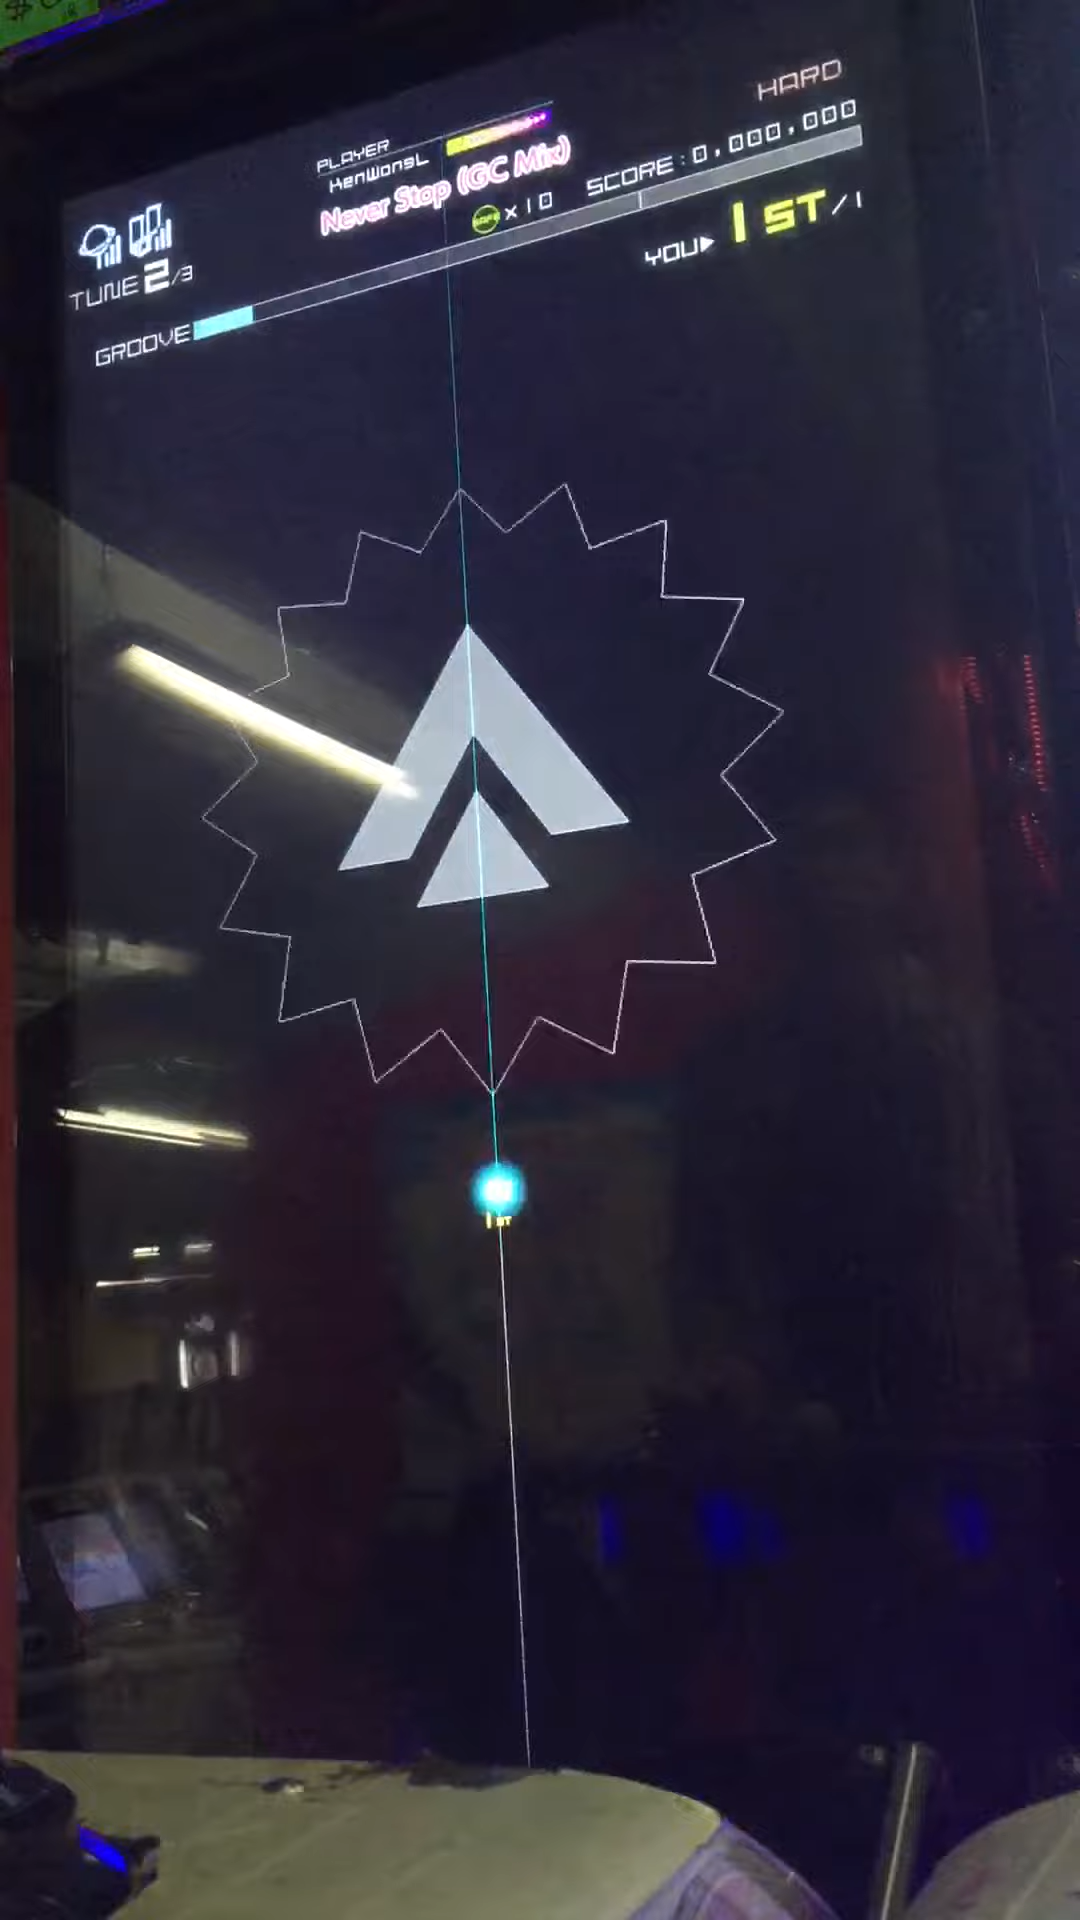 HARD
PLAYER
KenWongL
Never Stop (GC Mix)
×10
SCORE:0,000,000
TUNE 2/3
YOU▶ 1ST/1
GROOVE
1ST